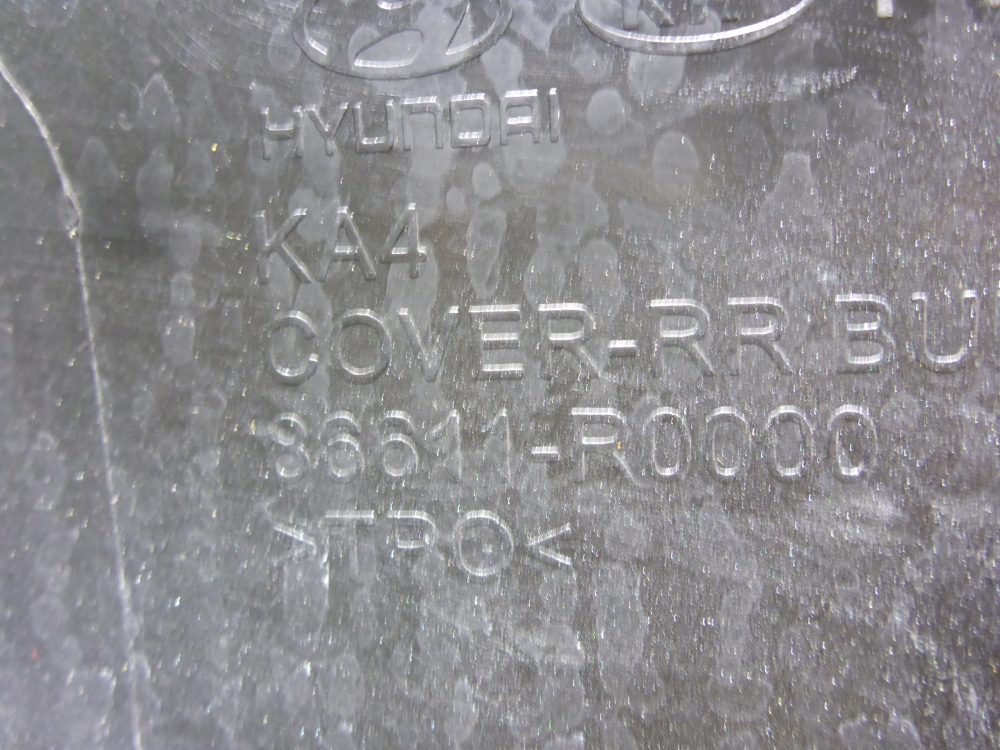 HYUNDAI
KA4
COVER-RR BU
86611-R0000
>TPO<